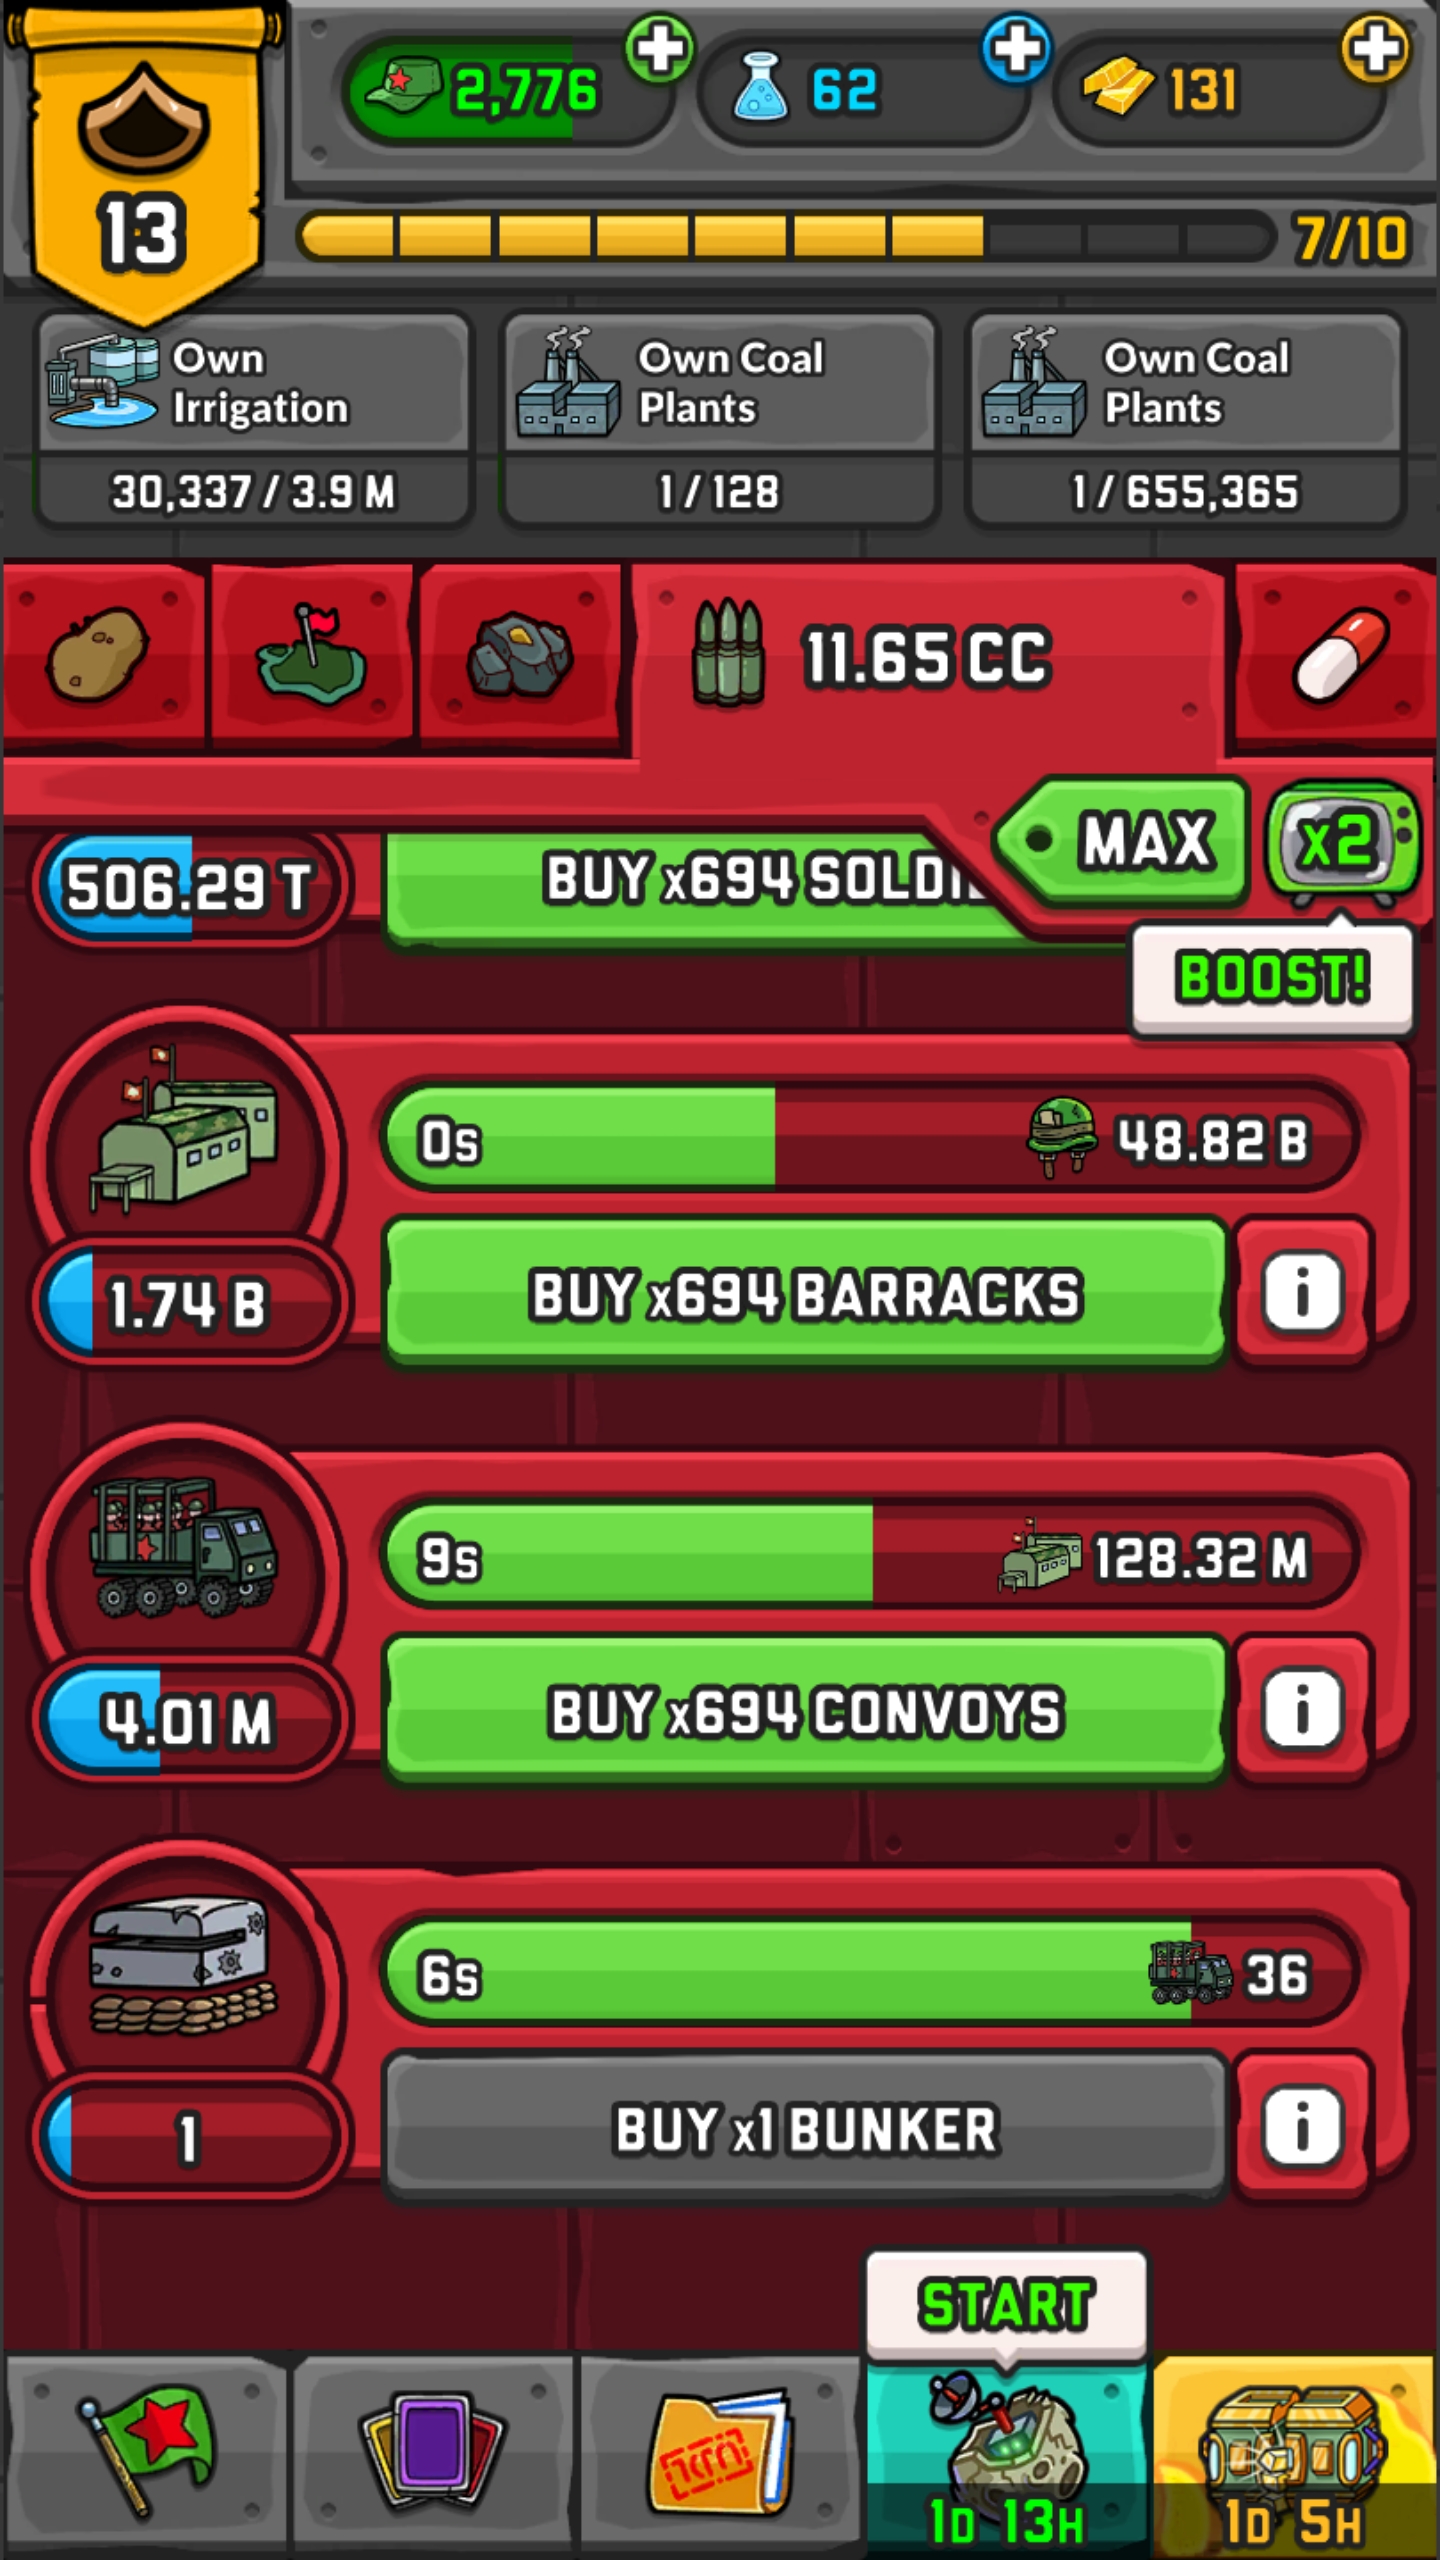 2,776
62
131
13
7/10
Own
Irrigation
30,337 / 3.9 M
Own Coal
Plants
1 / 128
Own Coal
Plants
1 / 655,365
11.65 CC
MAX
x2
BOOST!
506.29 T
BUY x694
0s
48.82 B
1.74 B
BUY x694 BARRACKS
i
9s
128.32 M
4.01 M
BUY x694 CONVOYS
i
6s
36
1
BUY x1 BUNKER
i
START
1D 13H
1D 5H